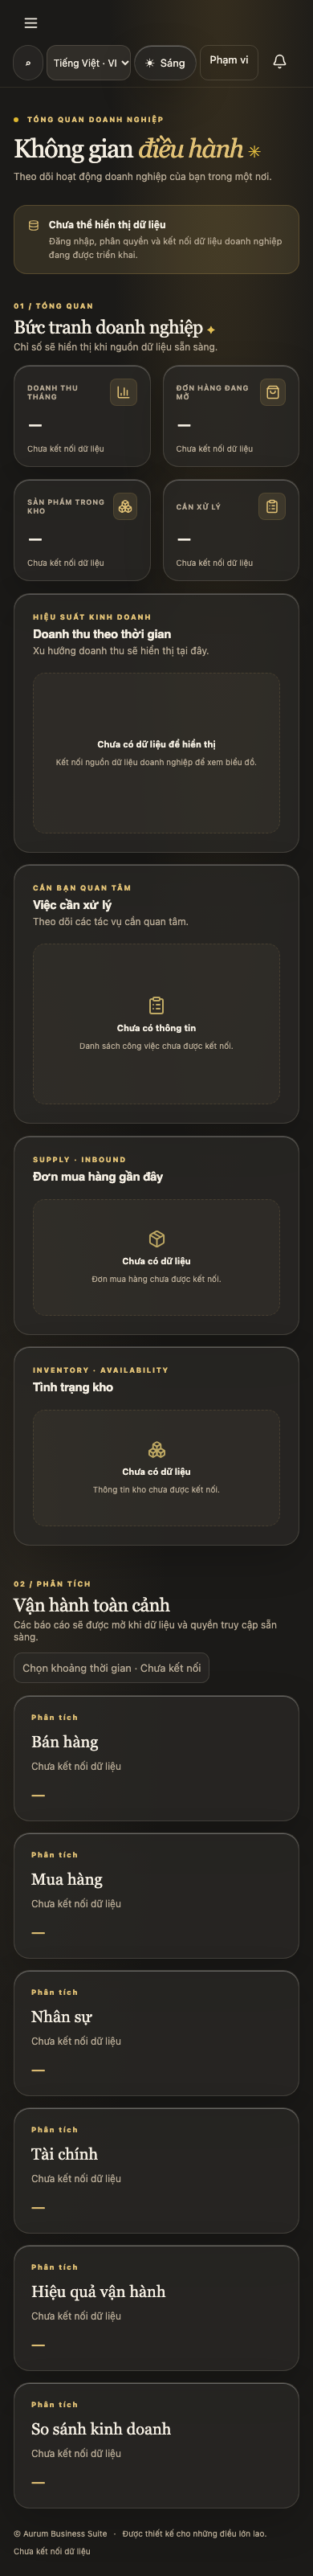 Tiếng Việt · VI
Sáng
Phạm vi
TỔNG QUAN DOANH NGHIỆP
Không gian điều hành
Theo dõi hoạt động doanh nghiệp của bạn trong một nơi.
Chưa thể hiển thị dữ liệu
Đăng nhập, phân quyền và kết nối dữ liệu doanh nghiệp
đang được triển khai.
01 / TỔNG QUAN
Bức tranh doanh nghiệp
Chỉ số sẽ hiển thị khi nguồn dữ liệu sẵn sàng.
DOANH THU
THÁNG
—
Chưa kết nối dữ liệu
ĐƠN HÀNG ĐANG
MỞ
—
Chưa kết nối dữ liệu
SẢN PHẨM TRONG
KHO
—
Chưa kết nối dữ liệu
CẦN XỬ LÝ
—
Chưa kết nối dữ liệu
HIỆU SUẤT KINH DOANH
Doanh thu theo thời gian
Xu hướng doanh thu sẽ hiển thị tại đây.
Chưa có dữ liệu để hiển thị
Kết nối nguồn dữ liệu doanh nghiệp để xem biểu đồ.
CẦN BẠN QUAN TÂM
Việc cần xử lý
Theo dõi các tác vụ cần quan tâm.
Chưa có thông tin
Danh sách công việc chưa được kết nối.
SUPPLY · INBOUND
Đơn mua hàng gần đây
Chưa có dữ liệu
Đơn mua hàng chưa được kết nối.
INVENTORY · AVAILABILITY
Tình trạng kho
Chưa có dữ liệu
Thông tin kho chưa được kết nối.
02 / PHÂN TÍCH
Vận hành toàn cảnh
Các báo cáo sẽ được mở khi dữ liệu và quyền truy cập sẵn
sàng.
Chọn khoảng thời gian · Chưa kết nối
Phân tích
Bán hàng
Chưa kết nối dữ liệu
—
Phân tích
Mua hàng
Chưa kết nối dữ liệu
—
Phân tích
Nhân sự
Chưa kết nối dữ liệu
—
Phân tích
Tài chính
Chưa kết nối dữ liệu
—
Phân tích
Hiệu quả vận hành
Chưa kết nối dữ liệu
—
Phân tích
So sánh kinh doanh
Chưa kết nối dữ liệu
—
© Aurum Business Suite · Được thiết kế cho những điều lớn lao.
Chưa kết nối dữ liệu